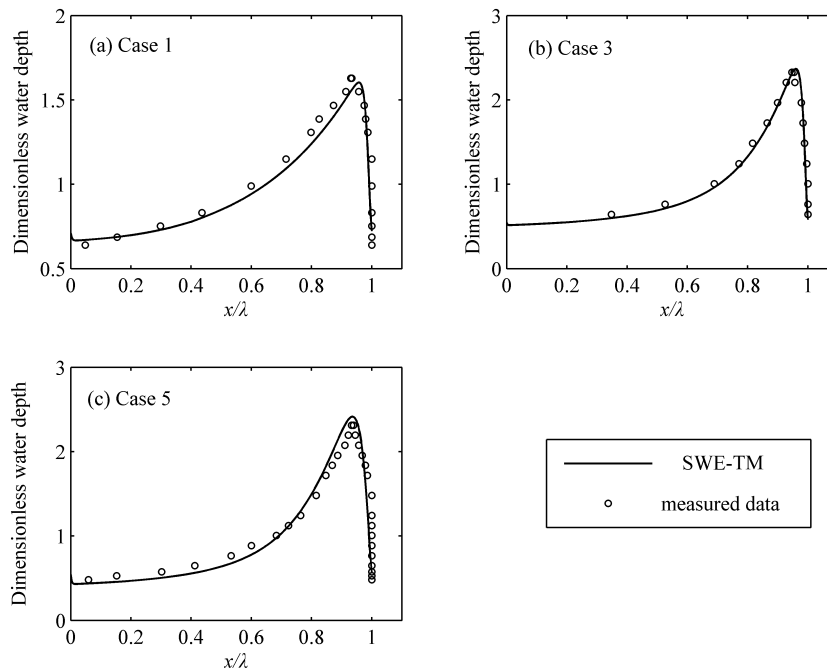 2
(a) Case 1
1.5
1
0.5
0 0.2 0.4 0.6 0.8 1
x/λ
Dimensionless water depth
3
(b) Case 3
2
1
0
0 0.2 0.4 0.6 0.8 1
x/λ
Dimensionless water depth
3
(c) Case 5
2
1
0
0 0.2 0.4 0.6 0.8 1
x/λ
Dimensionless water depth
SWE-TM
measured data